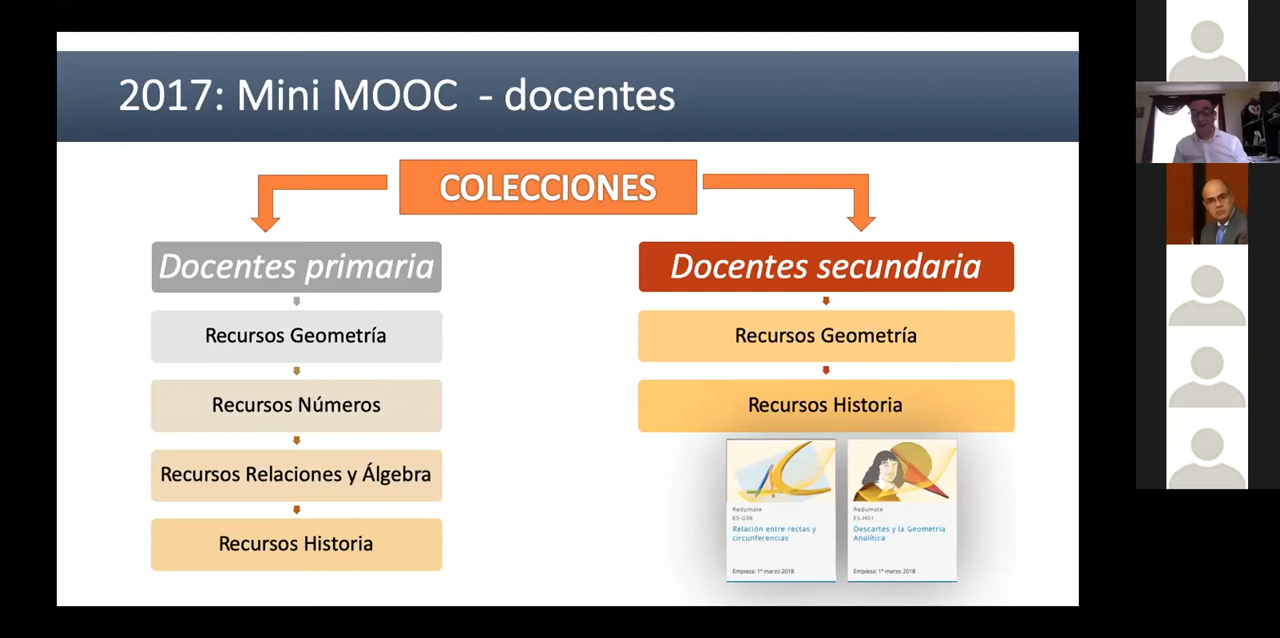 2017: Mini MOOC - docentes
COLECCIONES
Docentes primaria
Recursos Geometría
Recursos Números
Recursos Relaciones y Álgebra
Recursos Historia
Docentes secundaria
Recursos Geometría
Recursos Historia
Redumate
ES-G06
Relación entre rectas y
circunferencias
Empieza: 1º marzo 2018
Redumate
ES-H01
Descartes y la Geometría
Analítica
Empieza: 1º marzo 2018